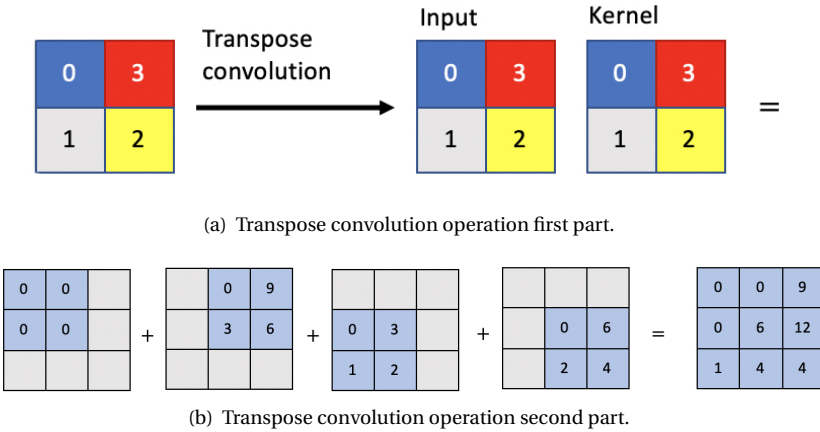 Input Kernel
Transpose
convolution
0 3 0 3 0 3
=
1 2 1 2 1 2
(a) Transpose convolution operation first part.
0 0 0 9 0 0 9
0 0 + 3 6 + 0 3 + 0 6 = 0 6 12
1 2 2 4 1 4 4
(b) Transpose convolution operation second part.